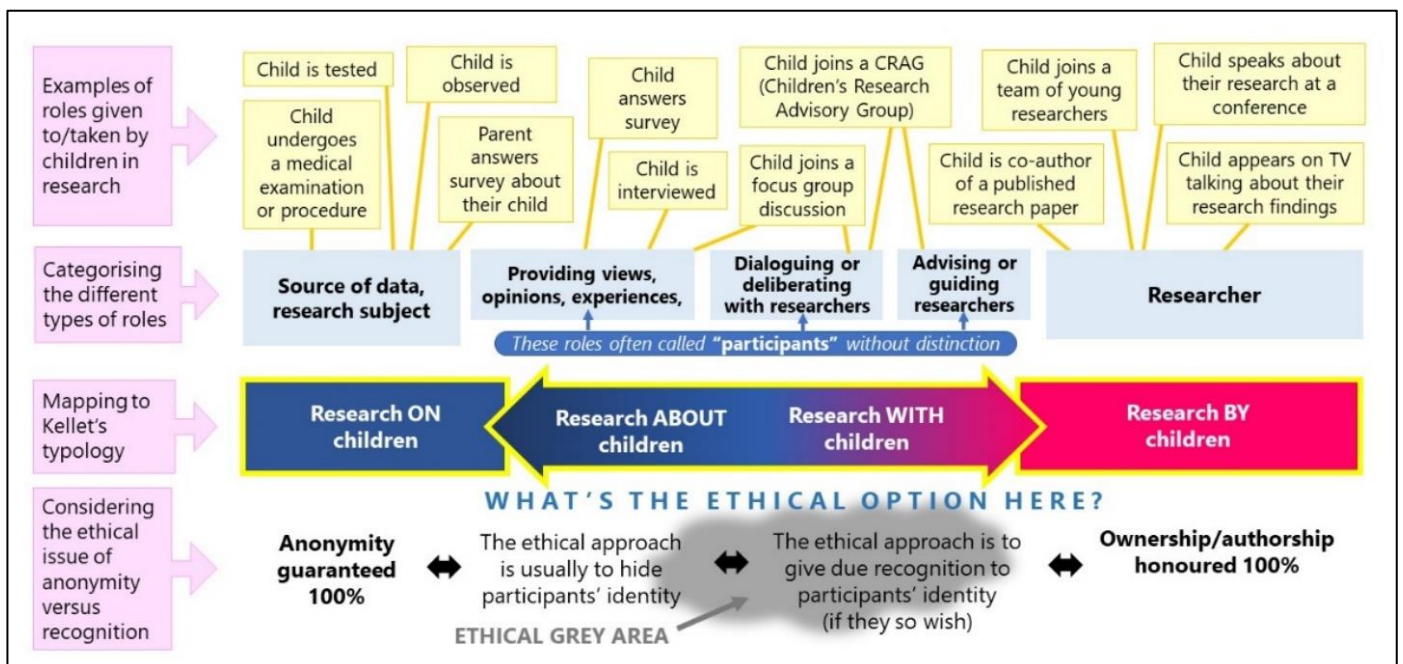 Examples of
roles given
to/taken by
children in
research
Child is tested
Child
undergoes
a medical
examination
or procedure
Child is
observed
Parent
answers
survey about
their child
Child
answers
survey
Child is
interviewed
Child joins a CRAG
(Children's Research
Advisory Group)
Child joins a
focus group
discussion
Child joins a
team of young
researchers
Child is co-author
of a published
research paper
Child speaks about
their research at a
conference
Child appears on TV
talking about their
research findings
Categorising
the different
types of roles
Source of data,
research subject
Providing views,
opinions, experiences,
Dialoguing or
deliberating
with researchers
Advising or
guiding
researchers
Researcher
These roles often called "participants" without distinction
Mapping to
Kellet's
typology
Research ON
children
Research ABOUT
children
Research WITH
children
Research BY
children
Considering
the ethical
issue of
anonymity
versus
recognition
WHAT'S THE ETHICAL OPTION HERE?
Anonymity
guaranteed
100%
The ethical approach
is usually to hide
participants' identity
The ethical approach is to
give due recognition to
participants' identity
(if they so wish)
Ownership/authorship
honoured 100%
ETHICAL GREY AREA